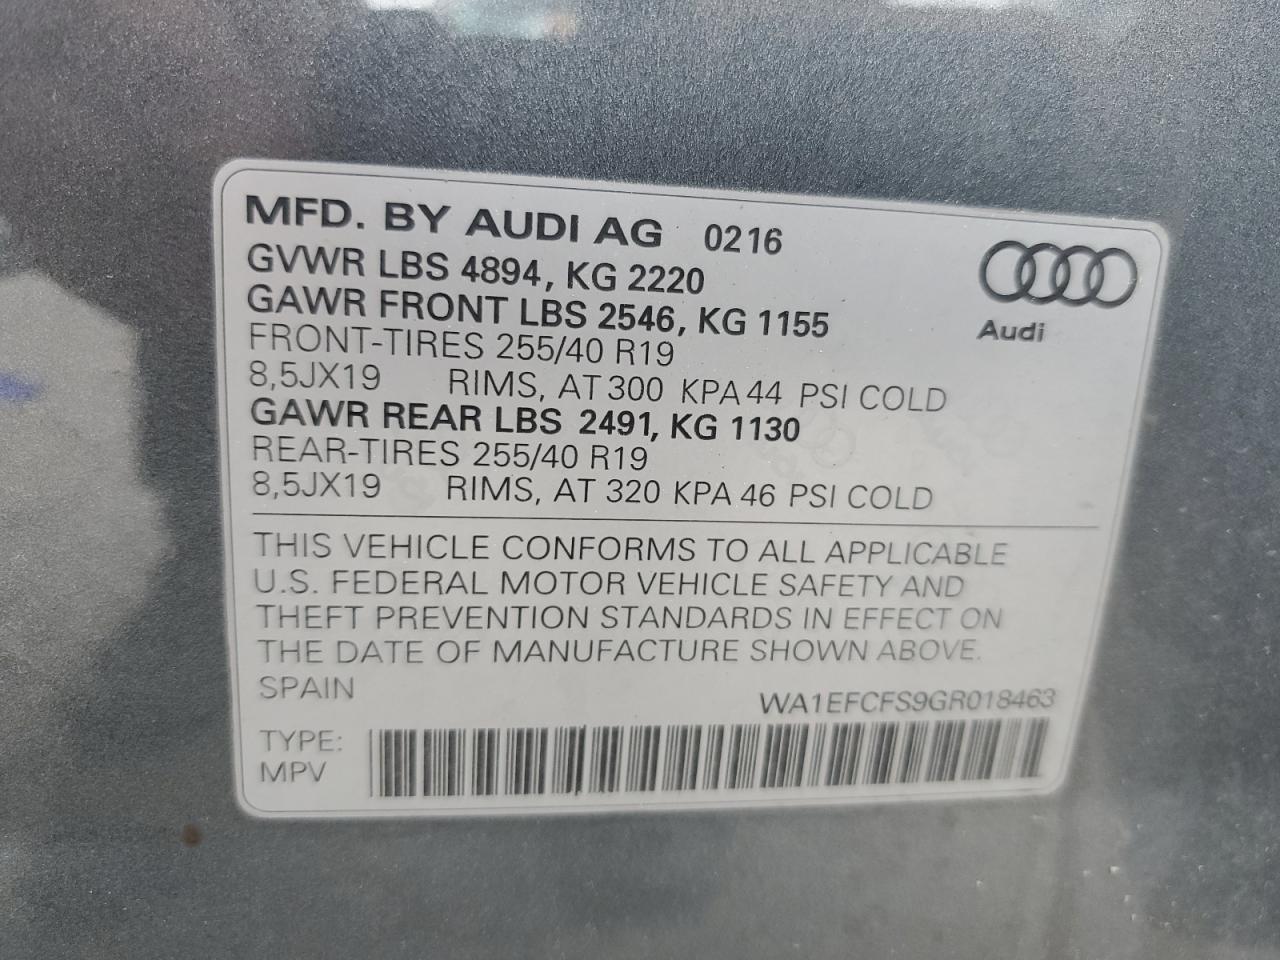 MFD. BY AUDI AG 0216
GVWR LBS 4894, KG 2220
GAWR FRONT LBS 2546, KG 1155
FRONT-TIRES 255/40 R19
8,5JX19 RIMS, AT 300 KPA 44 PSI COLD
GAWR REAR LBS 2491, KG 1130
REAR-TIRES 255/40 R19
8,5JX19 RIMS, AT 320 KPA 46 PSI COLD
Audi
THIS VEHICLE CONFORMS TO ALL APPLICABLE
U.S. FEDERAL MOTOR VEHICLE SAFETY AND
THEFT PREVENTION STANDARDS IN EFFECT ON
THE DATE OF MANUFACTURE SHOWN ABOVE.
SPAIN
WA1EFCFS9GR018463
TYPE:
MPV